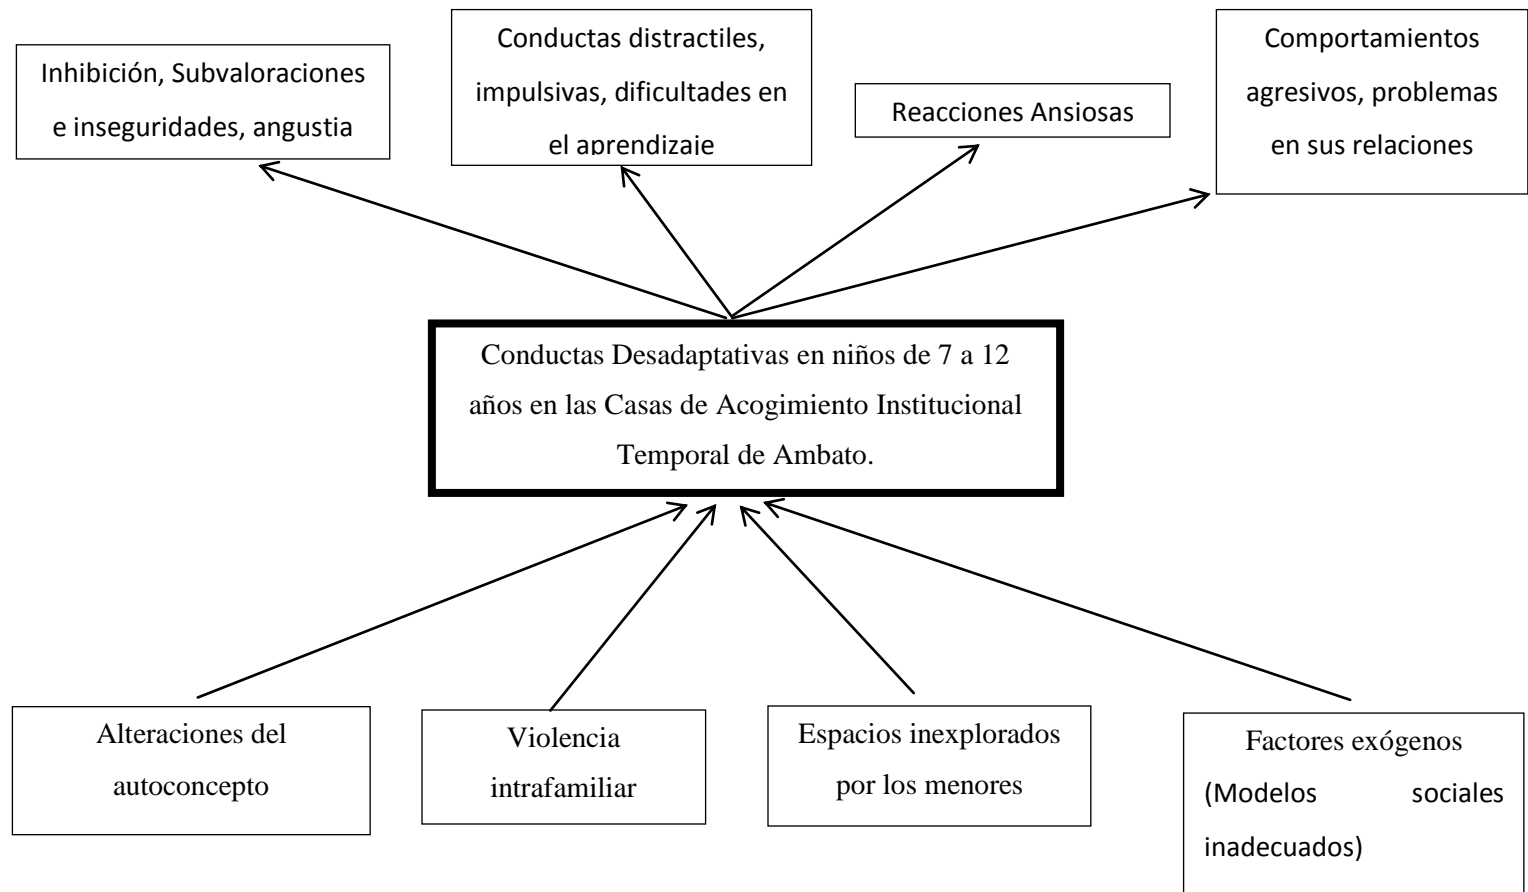 Inhibición, Subvaloraciones
e inseguridades, angustia
Conductas distractiles,
impulsivas, dificultades en
el aprendizaje
Reacciones Ansiosas
Comportamientos
agresivos, problemas
en sus relaciones
Conductas Desadaptativas en niños de 7 a 12
años en las Casas de Acogimiento Institucional
Temporal de Ambato.
Alteraciones del
autoconcepto
Violencia
intrafamiliar
Espacios inexplorados
por los menores
Factores exógenos
(Modelos sociales
inadecuados)